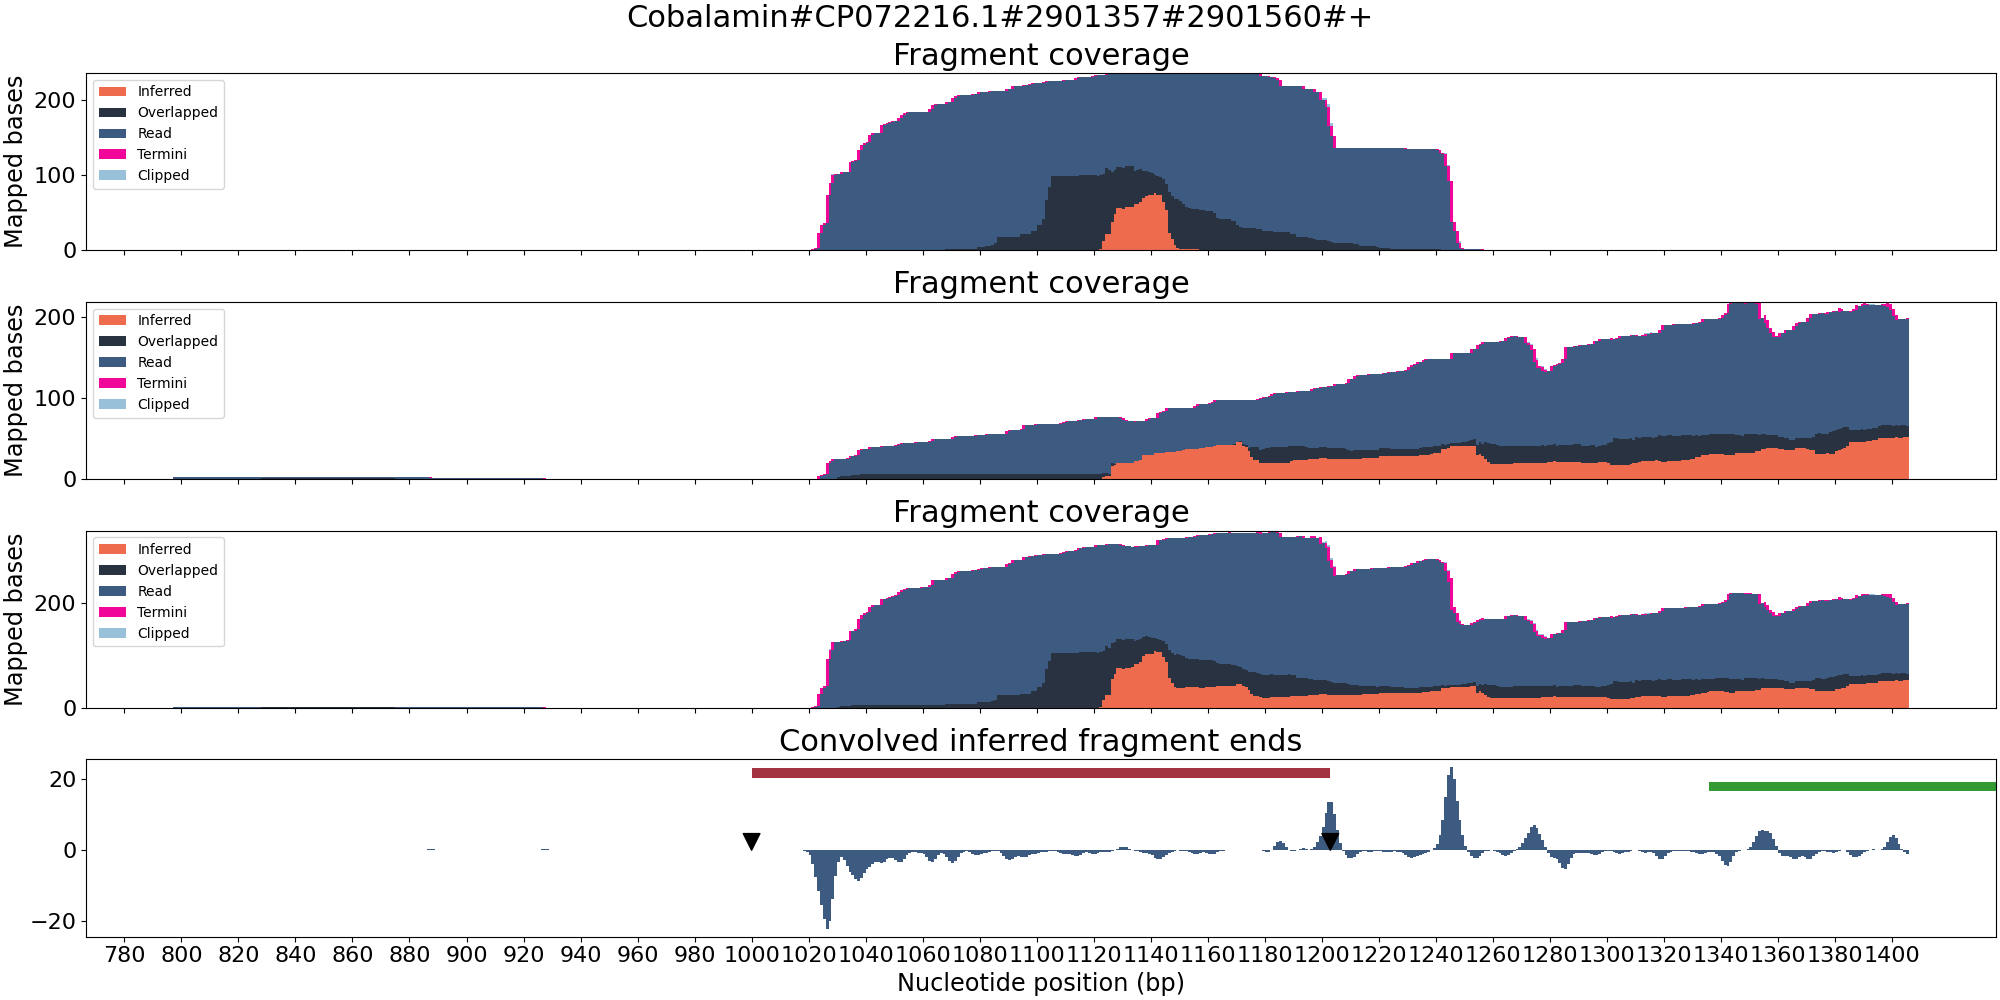 Cobalamin#CP072216.1#2901357#2901560#+
Fragment coverage
Mapped bases
200
100
0
Inferred
Overlapped
Read
Termini
Clipped
Fragment coverage
Mapped bases
200
100
0
Inferred
Overlapped
Read
Termini
Clipped
Fragment coverage
Mapped bases
200
0
Inferred
Overlapped
Read
Termini
Clipped
Convolved inferred fragment ends
20
0
−20
780 800 820 840 860 880 900 920 940 960 980 1000 1020 1040 1060 1080 1100 1120 1140 1160 1180 1200 1220 1240 1260 1280 1300 1320 1340 1360 1380 1400
Nucleotide position (bp)